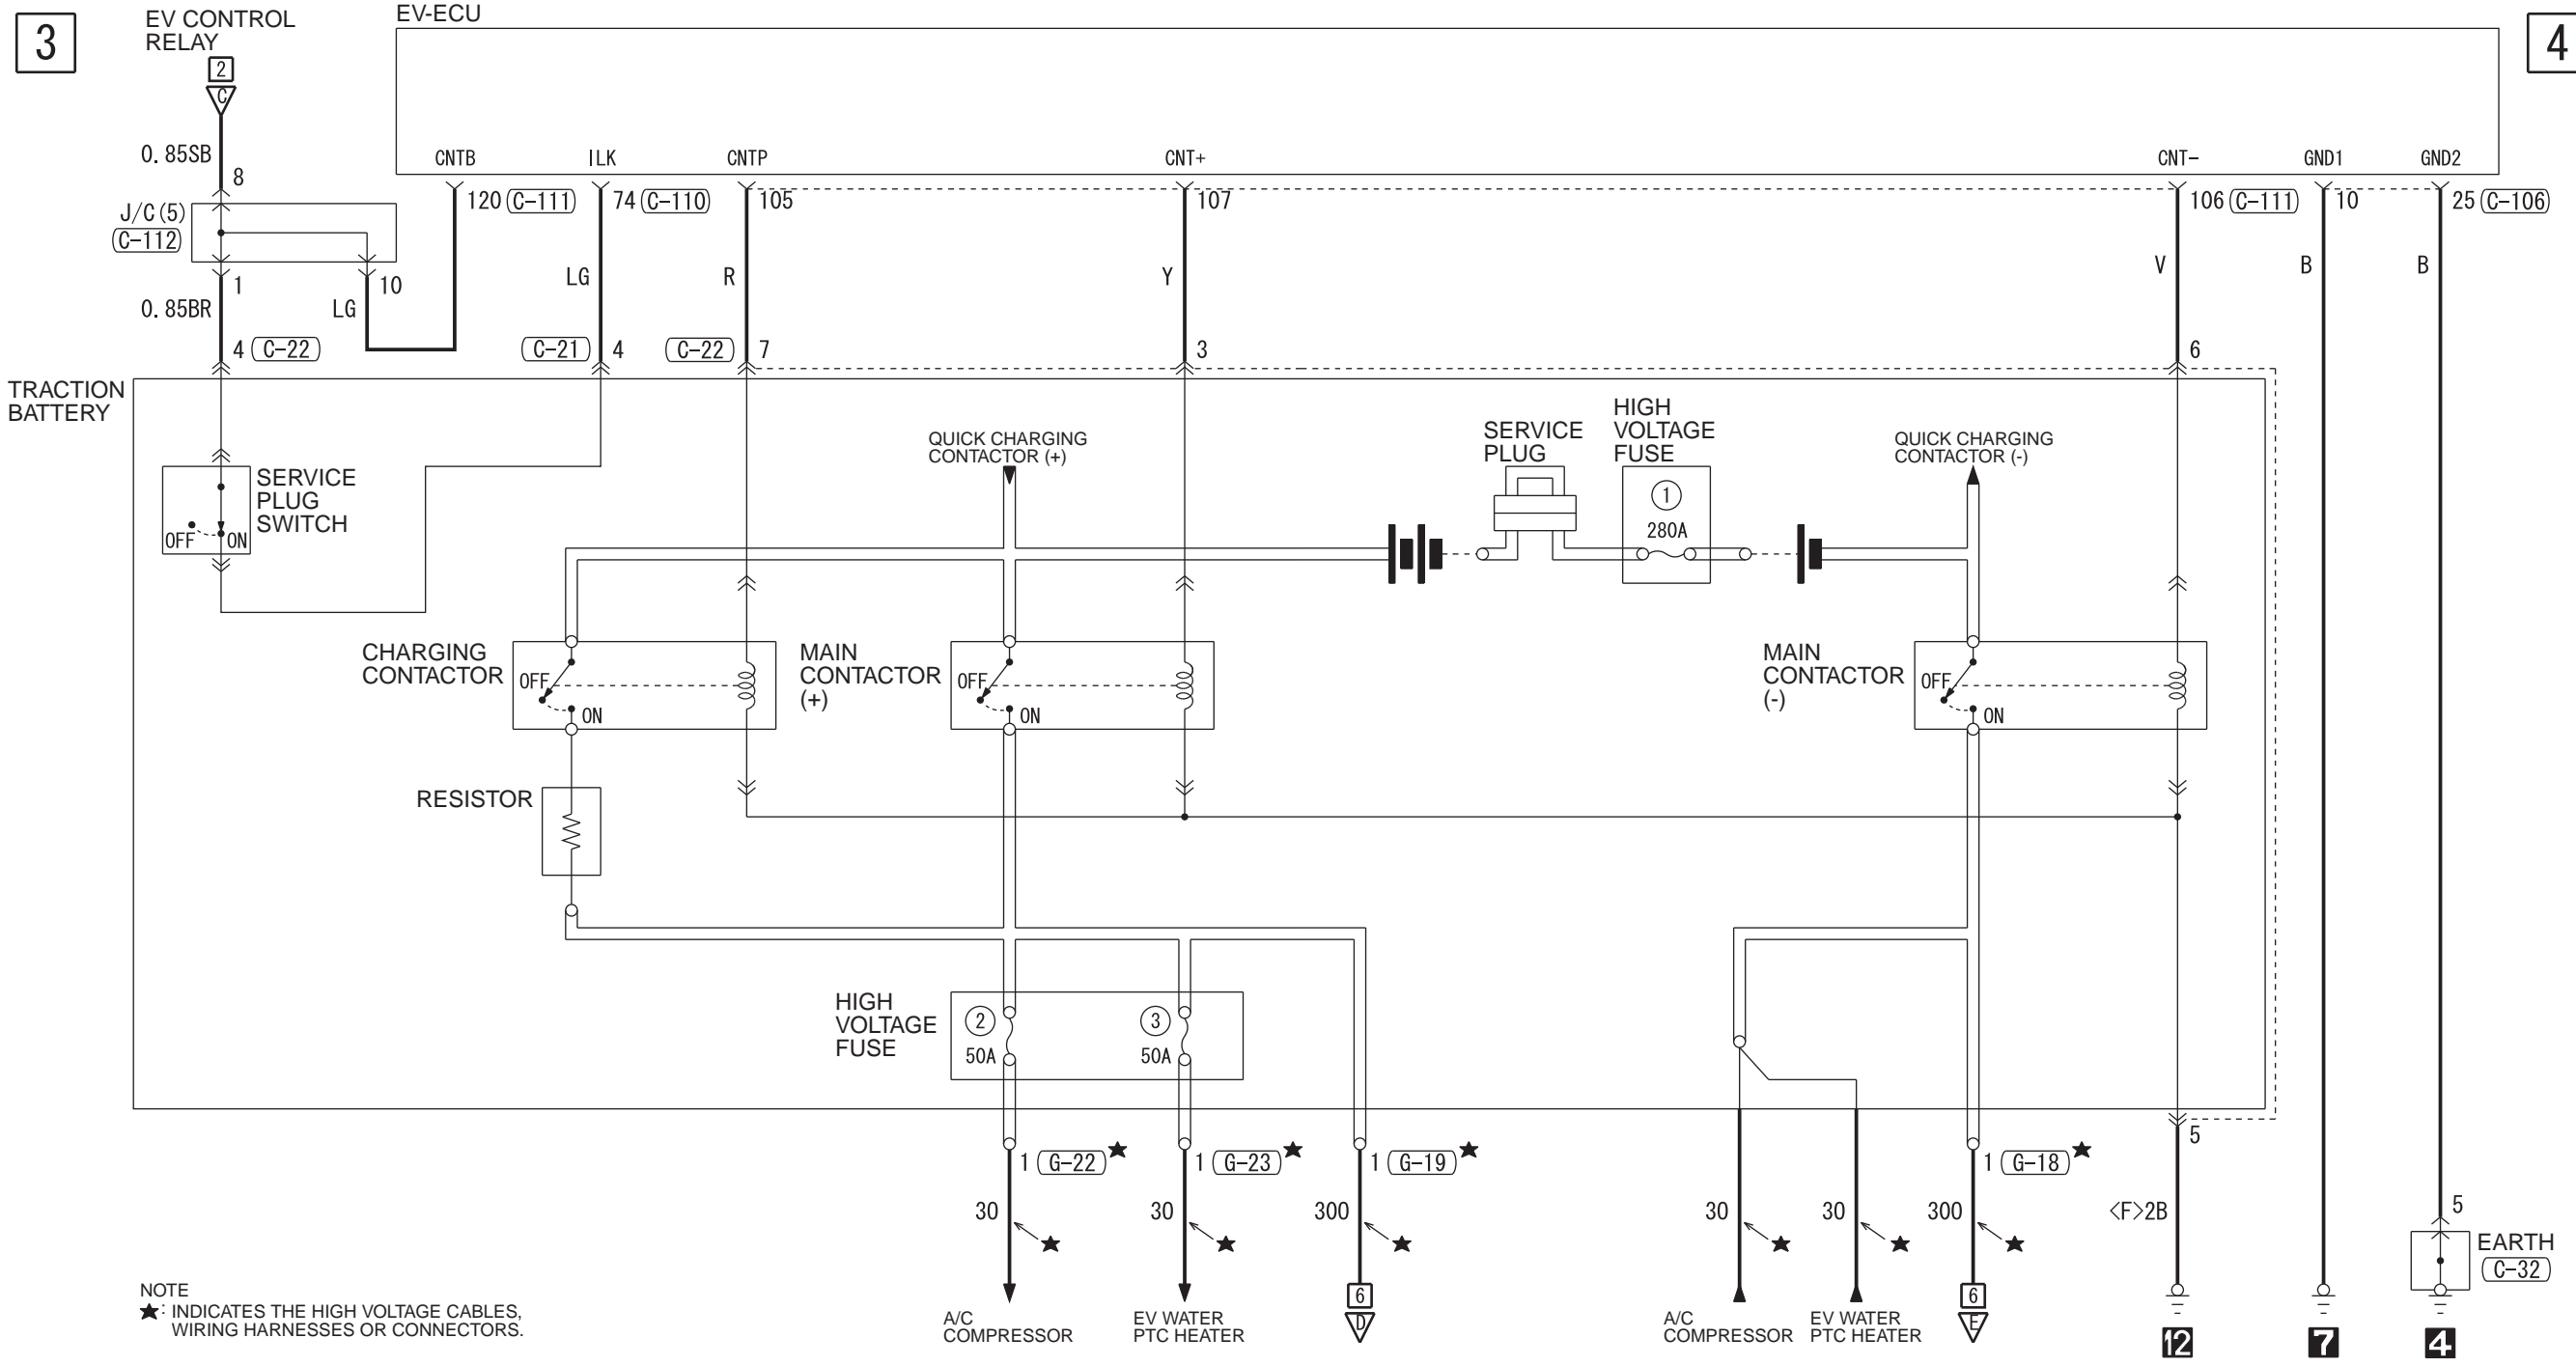 3
EV CONTROL
RELAY
2
C
EV-ECU
4
CNTB
ILK
CNTP
CNT+
CNT-
GND1
GND2
0.85SB
8
J/C(5)
C-112
120 C-111
74 C-110
105
107
106 C-111
10
25 C-106
1
10
0.85BR
LG
LG
R
Y
V
B
B
4 C-22
C-21 4
C-22 7
3
6
TRACTION
BATTERY
SERVICE
PLUG
SWITCH
OFF
ON
QUICK CHARGING
CONTACTOR (+)
SERVICE
PLUG
HIGH
VOLTAGE
FUSE
1
280A
QUICK CHARGING
CONTACTOR (-)
CHARGING
CONTACTOR
OFF
ON
MAIN
CONTACTOR
(+)
OFF
ON
MAIN
CONTACTOR
(-)
OFF
ON
RESISTOR
HIGH
VOLTAGE
FUSE
2
50A
3
50A
1 G-22 ★
1 G-23 ★
1 G-19 ★
1 G-18 ★
5
30
★
30
★
300
★
30
★
30
★
300
★
<F>2B
5
EARTH
C-32
A/C
COMPRESSOR
EV WATER
PTC HEATER
6
D
A/C
COMPRESSOR
EV WATER
PTC HEATER
6
E
12
7
4
NOTE
★: INDICATES THE HIGH VOLTAGE CABLES,
WIRING HARNESSES OR CONNECTORS.